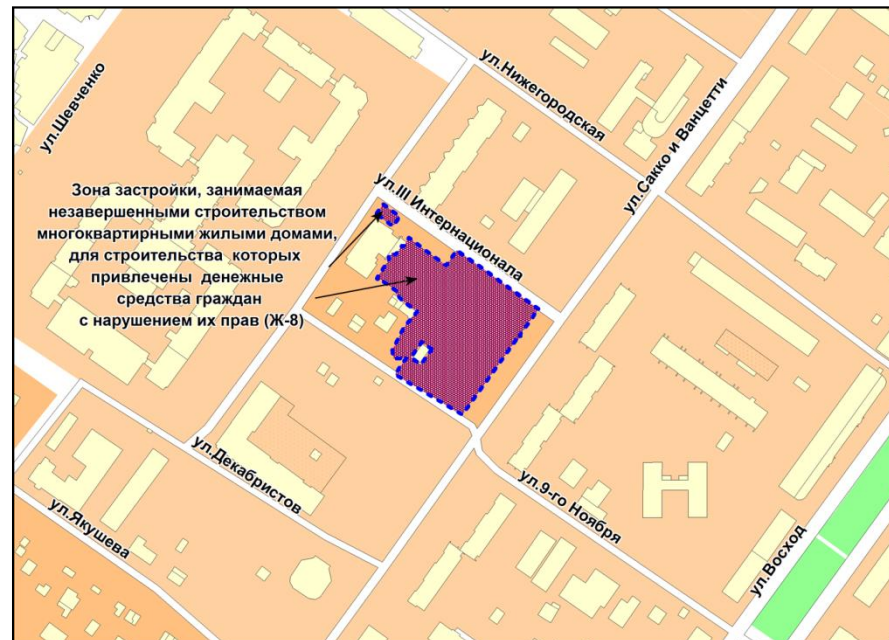 ул.Шевченко
ул.Нижегородская
ул.Сакко и Ванцетти
ул.III Интернационала
Зона застройки, занимаемая
незавершенными строительством
многоквартирными жилыми домами,
для строительства которых
привлечены денежные
средства граждан
с нарушением их прав (Ж-8)
ул.Декабристов
ул.Якушева
ул.9-го Ноября
ул.Восход